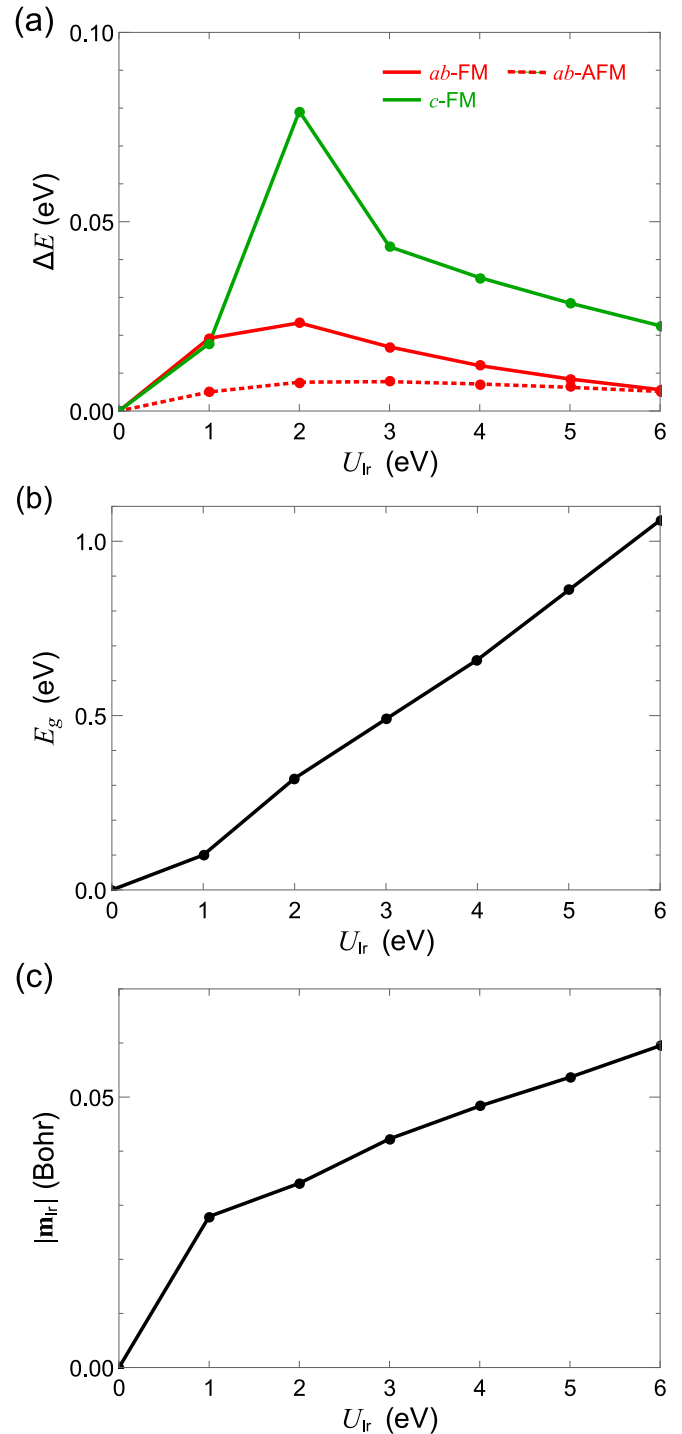 (a)
0.10
ab-FM ab-AFM
c-FM
ΔE (eV)
0.05
0.00
0 1 2 3 4 5 6
U_Ir (eV)
(b)
1.0
E_g (eV)
0.5
0.0
0 1 2 3 4 5 6
U_Ir (eV)
(c)
0.05
|m_Ir| (Bohr)
0.00
0 1 2 3 4 5 6
U_Ir (eV)